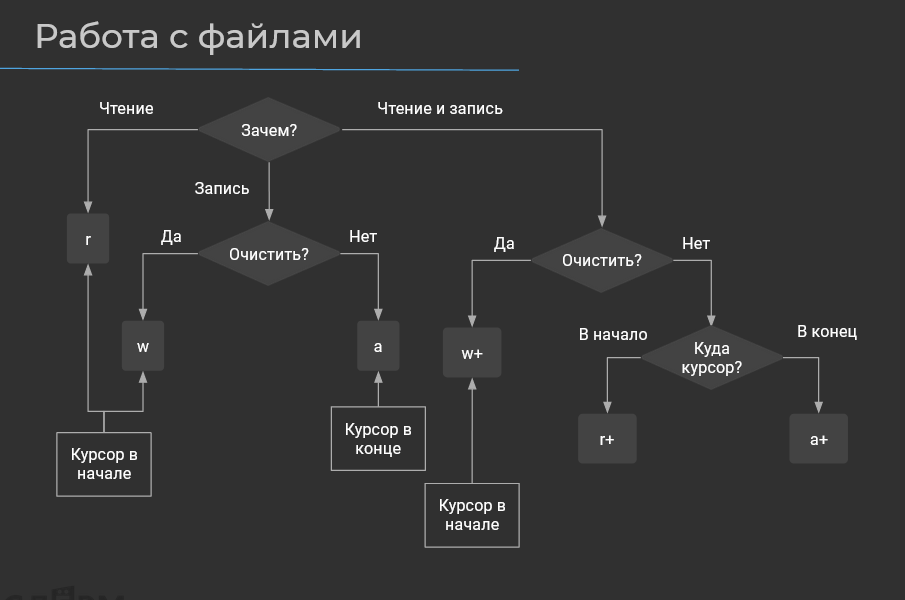 Работа с файлами
Чтение
Зачем?
Чтение и запись
Запись
r
Да
Очистить?
Нет
Да
Очистить?
Нет
w
a
w+
В начало
Куда
курсор?
В конец
r+
a+
Курсор в
конце
Курсор в
начале
Курсор в
начале